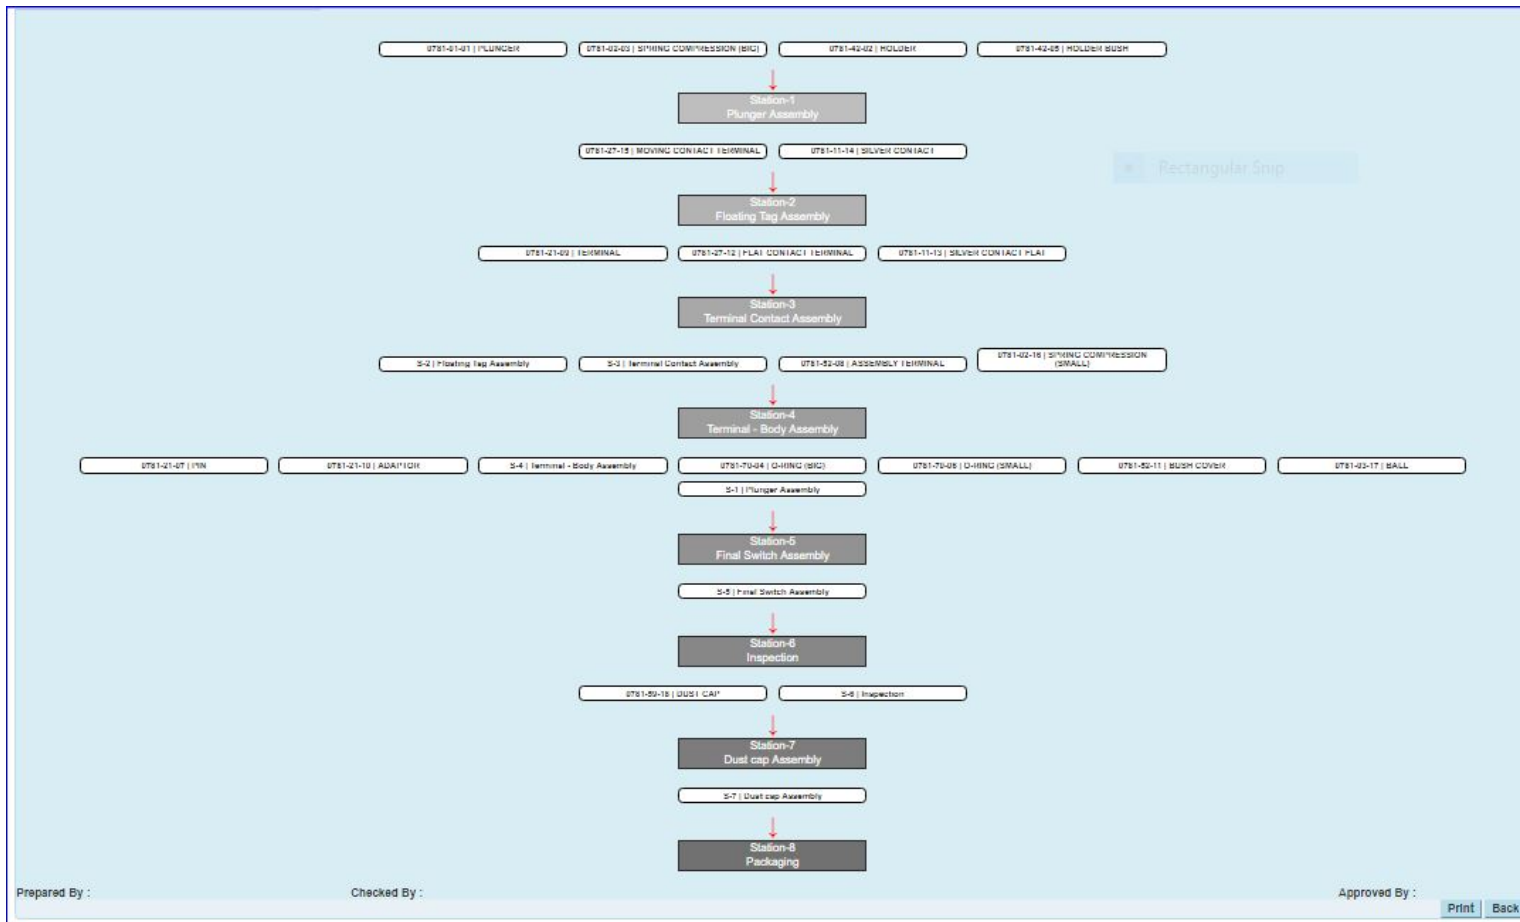 0781-01-01 | PLUNGER
0781-02-03 | SPRING COMPRESSION (BIG)
0781-42-02 | HOLDER
0781-42-05 | HOLDER BUSH
Station-1
Plunger Assembly
0781-27-15 | MOVING CONTACT TERMINAL
0781-11-14 | SILVER CONTACT
Rectangular Snip
Station-2
Floating Tag Assembly
0781-21-09 | TERMINAL
0781-27-12 | FLAT CONTACT TERMINAL
0781-11-13 | SILVER CONTACT FLAT
Station-3
Terminal Contact Assembly
S-2 | Floating Tag Assembly
S-3 | Terminal Contact Assembly
0781-52-08 | ASSEMBLY TERMINAL
0781-02-16 | SPRING COMPRESSION
(SMALL)
Station-4
Terminal - Body Assembly
0781-21-07 | PIN
0781-21-10 | ADAPTOR
S-4 | Terminal - Body Assembly
0781-70-04 | O-RING (BIG)
0781-70-06 | O-RING (SMALL)
0781-52-11 | BUSH COVER
0781-03-17 | BALL
S-1 | Plunger Assembly
Station-5
Final Switch Assembly
S-5 | Final Switch Assembly
Station-6
Inspection
0781-59-18 | DUST CAP
S-6 | Inspection
Station-7
Dust cap Assembly
S-7 | Dust cap Assembly
Station-8
Packaging
Prepared By :
Checked By :
Approved By :
Print
Back